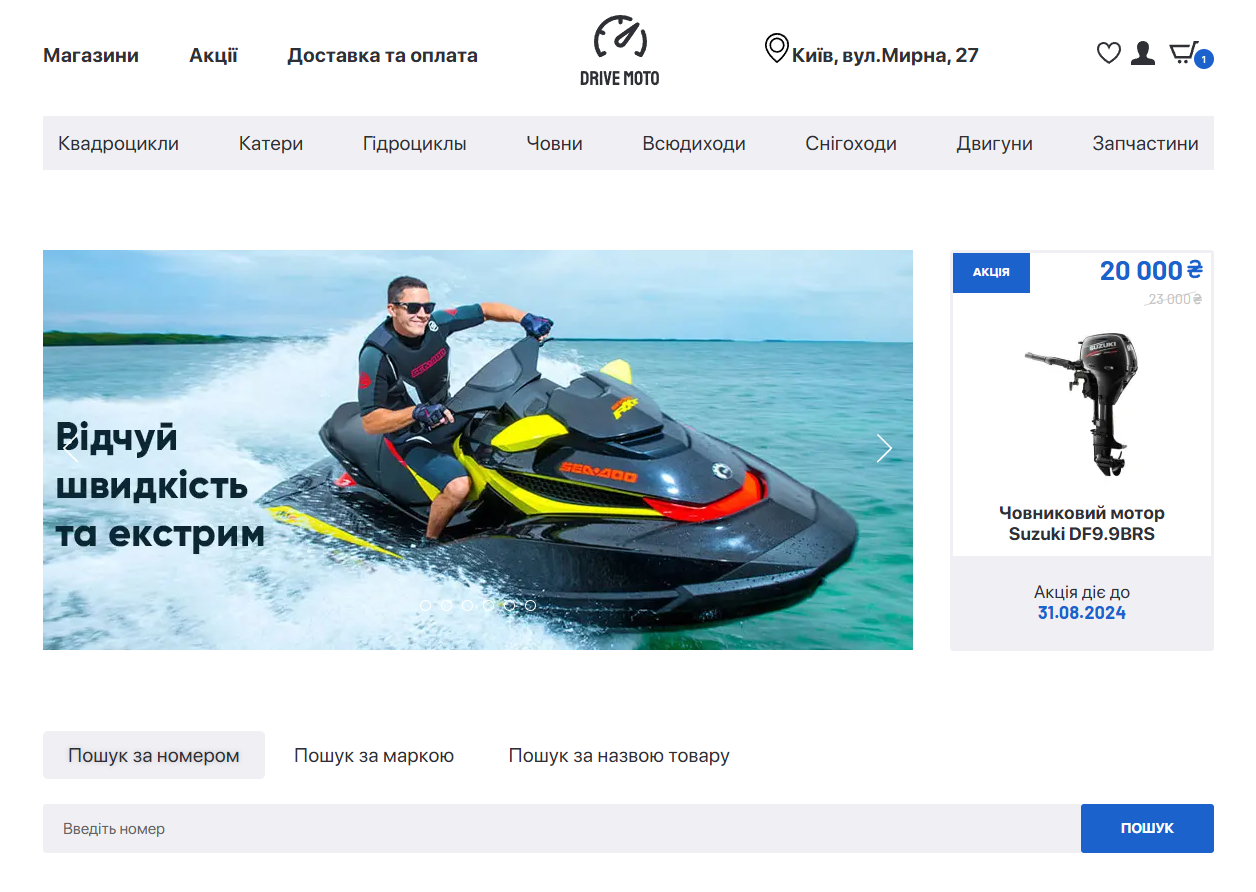 Магазини
Акції
Доставка та оплата
DRIVE MOTO
Київ, вул.Мирна, 27
1
Квадроцикли
Катери
Гідроциклы
Човни
Всюдиходи
Снігоходи
Двигуни
Запчастини
Відчуй
швидкість
та екстрим
SEA-DOO
SEA-DOO
АКЦІЯ
20 000 ₴
23 000 ₴
SUZUKI
Човниковий мотор
Suzuki DF9.9BRS
Акція діє до
31.08.2024
Пошук за номером
Пошук за маркою
Пошук за назвою товару
Введіть номер
ПОШУК